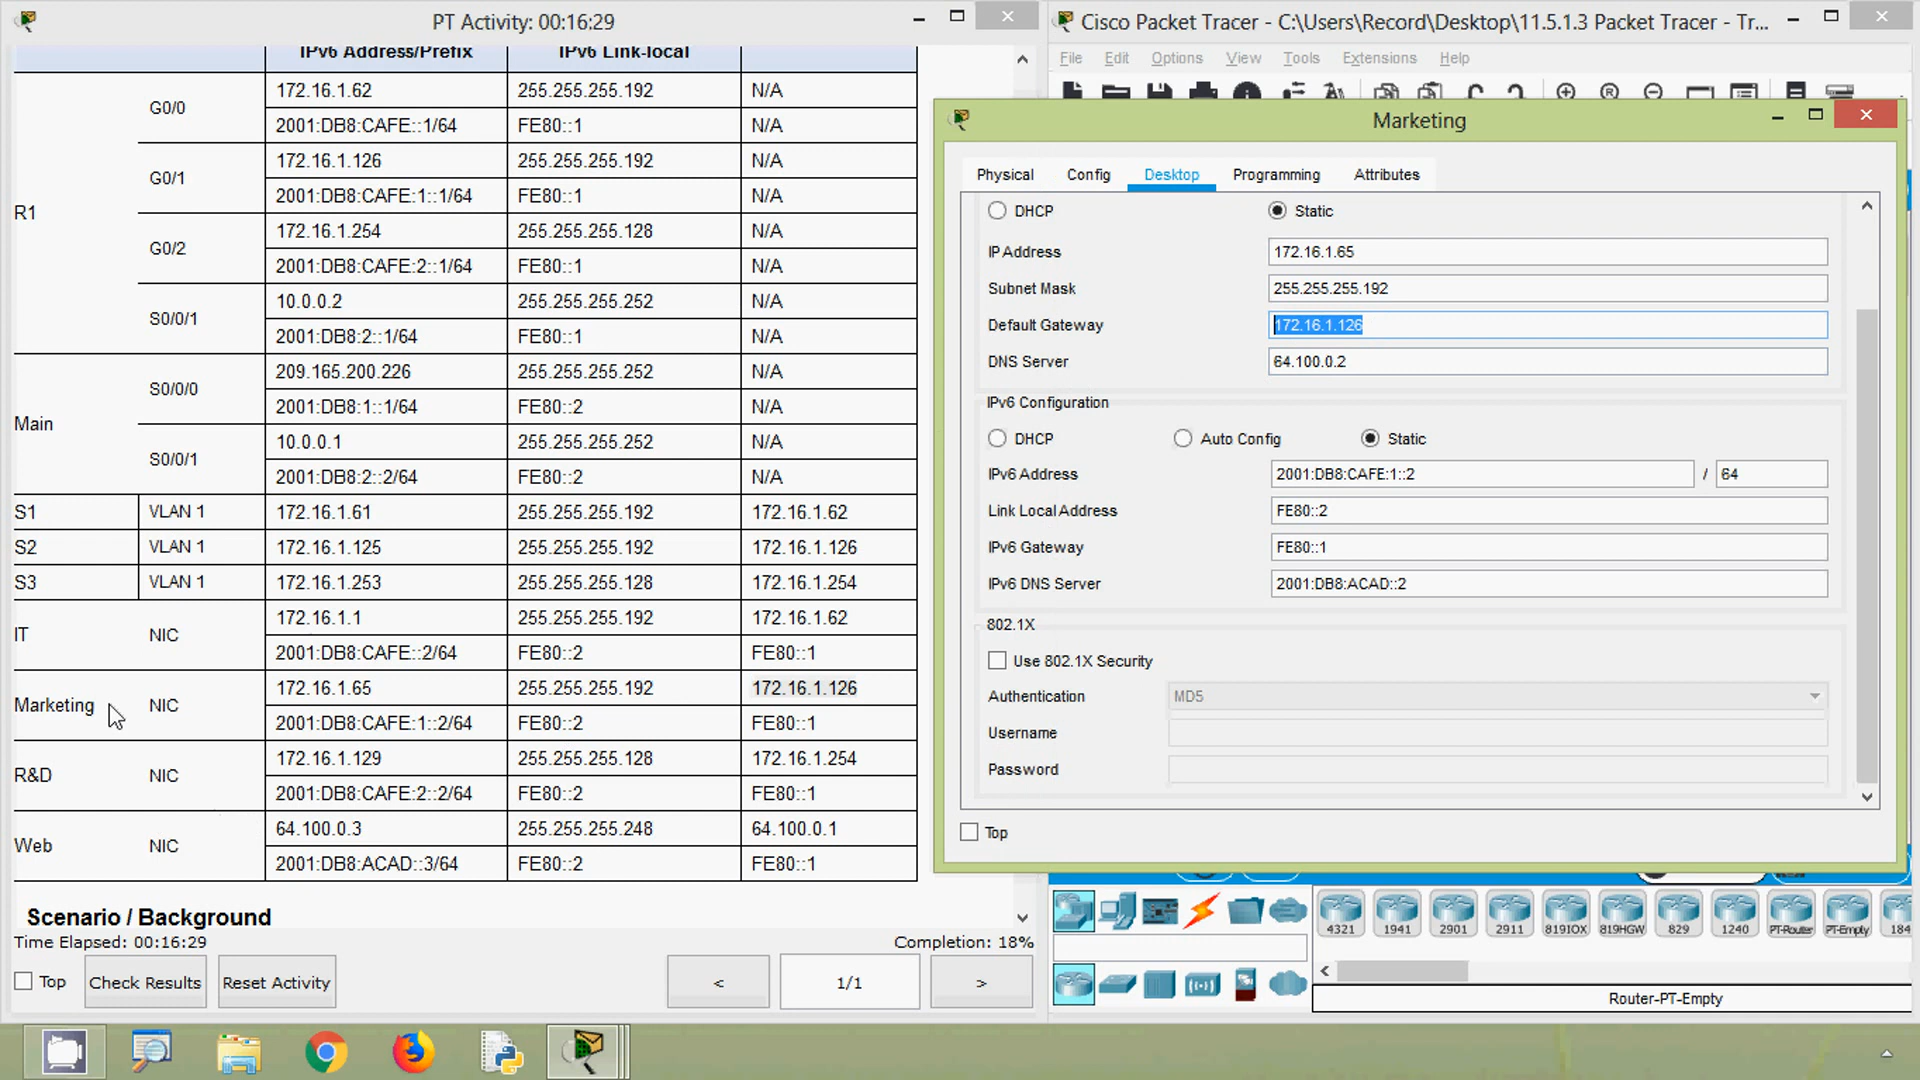 PT Activity: 00:16:29
IPv6 Address/Prefix IPv6 Link-local
R1 G0/0 172.16.1.62 255.255.255.192 N/A
2001:DB8:CAFE::1/64 FE80::1 N/A
G0/1 172.16.1.126 255.255.255.192 N/A
2001:DB8:CAFE:1::1/64 FE80::1 N/A
G0/2 172.16.1.254 255.255.255.128 N/A
2001:DB8:CAFE:2::1/64 FE80::1 N/A
S0/0/1 10.0.0.2 255.255.255.252 N/A
2001:DB8:2::1/64 FE80::1 N/A
Main S0/0/0 209.165.200.226 255.255.255.252 N/A
2001:DB8:1::1/64 FE80::2 N/A
S0/0/1 10.0.0.1 255.255.255.252 N/A
2001:DB8:2::2/64 FE80::2 N/A
S1 VLAN 1 172.16.1.61 255.255.255.192 172.16.1.62
S2 VLAN 1 172.16.1.125 255.255.255.192 172.16.1.126
S3 VLAN 1 172.16.1.253 255.255.255.128 172.16.1.254
IT NIC 172.16.1.1 255.255.255.192 172.16.1.62
2001:DB8:CAFE::2/64 FE80::2 FE80::1
Marketing NIC 172.16.1.65 255.255.255.192 172.16.1.126
2001:DB8:CAFE:1::2/64 FE80::2 FE80::1
R&D NIC 172.16.1.129 255.255.255.128 172.16.1.254
2001:DB8:CAFE:2::2/64 FE80::2 FE80::1
Web NIC 64.100.0.3 255.255.255.248 64.100.0.1
2001:DB8:ACAD::3/64 FE80::2 FE80::1
Scenario / Background
Time Elapsed: 00:16:29 Completion: 18%
Top Check Results Reset Activity < 1/1 >
Cisco Packet Tracer - C:\Users\Record\Desktop\11.5.1.3 Packet Tracer - Tr...
File Edit Options View Tools Extensions Help
Marketing
Physical Config Desktop Programming Attributes
DHCP Static
IP Address 172.16.1.65
Subnet Mask 255.255.255.192
Default Gateway 172.16.1.126
DNS Server 64.100.0.2
IPv6 Configuration
DHCP Auto Config Static
IPv6 Address 2001:DB8:CAFE:1::2 / 64
Link Local Address FE80::2
IPv6 Gateway FE80::1
IPv6 DNS Server 2001:DB8:ACAD::2
802.1X
Use 802.1X Security
Authentication MD5
Username
Password
Top
4321 1941 2901 2911 819IOX 819HGW 829 1240 PT-Router PT-Empty 184
Router-PT-Empty